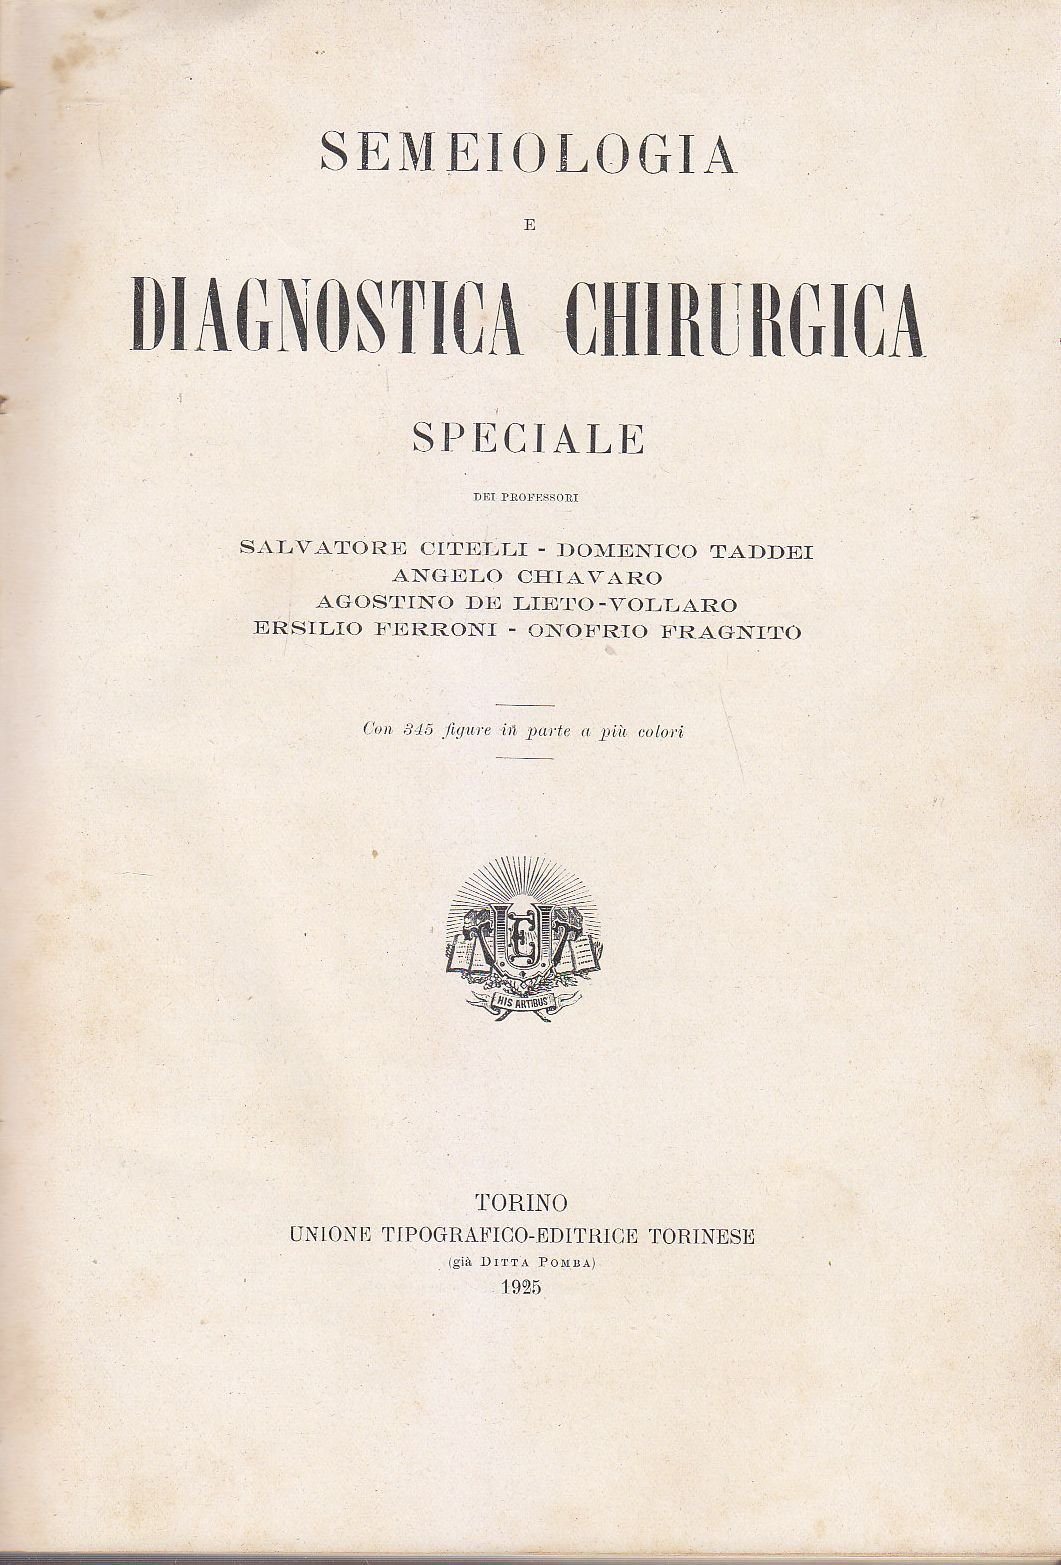 SEMEIOLOGIA
E
DIAGNOSTICA CHIRURGICA
SPECIALE
DEI PROFESSORI
SALVATORE CITELLI - DOMENICO TADDEI
ANGELO CHIAVARO
AGOSTINO DE LIETO-VOLLARO
ERSILIO FERRONI - ONOFRIO FRAGNITO
Con 345 figure in parte a più colori
UTE
HIS ARTIBUS
TORINO
UNIONE TIPOGRAFICO-EDITRICE TORINESE
(già DITTA POMBA)
1925